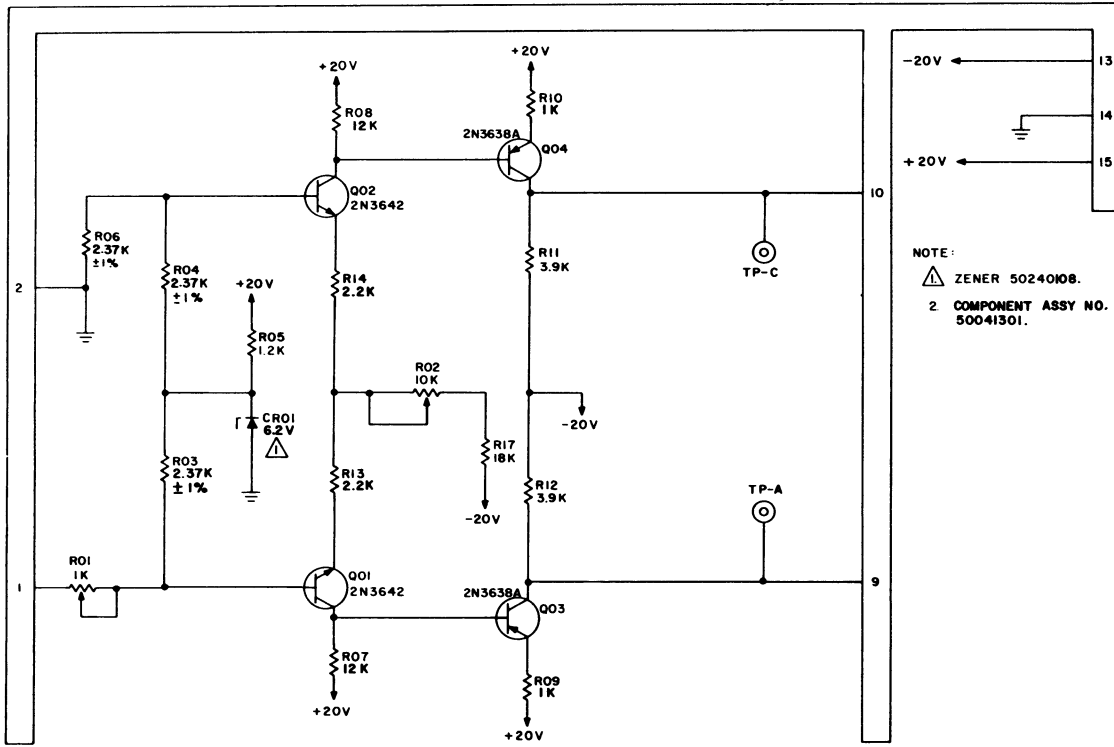 +20V
+20V
R08
12K
R10
1K
2N3638A
Q04
Q02
2N3642
10
R06
2.37K
±1%
R04
2.37K
±1%
R14
2.2K
R11
3.9K
TP-C
2
+20V
R05
1.2K
R02
10K
CR01
6.2V
1
-20V
R17
18K
R03
2.37K
±1%
R13
2.2K
R12
3.9K
-20V
TP-A
R01
1K
1
Q01
2N3642
2N3638A
Q03
9
R07
12K
R09
1K
+20V
+20V
-20V
13
14
+20V
15
NOTE:
1. ZENER 50240108.
2. COMPONENT ASSY NO.
50041301.